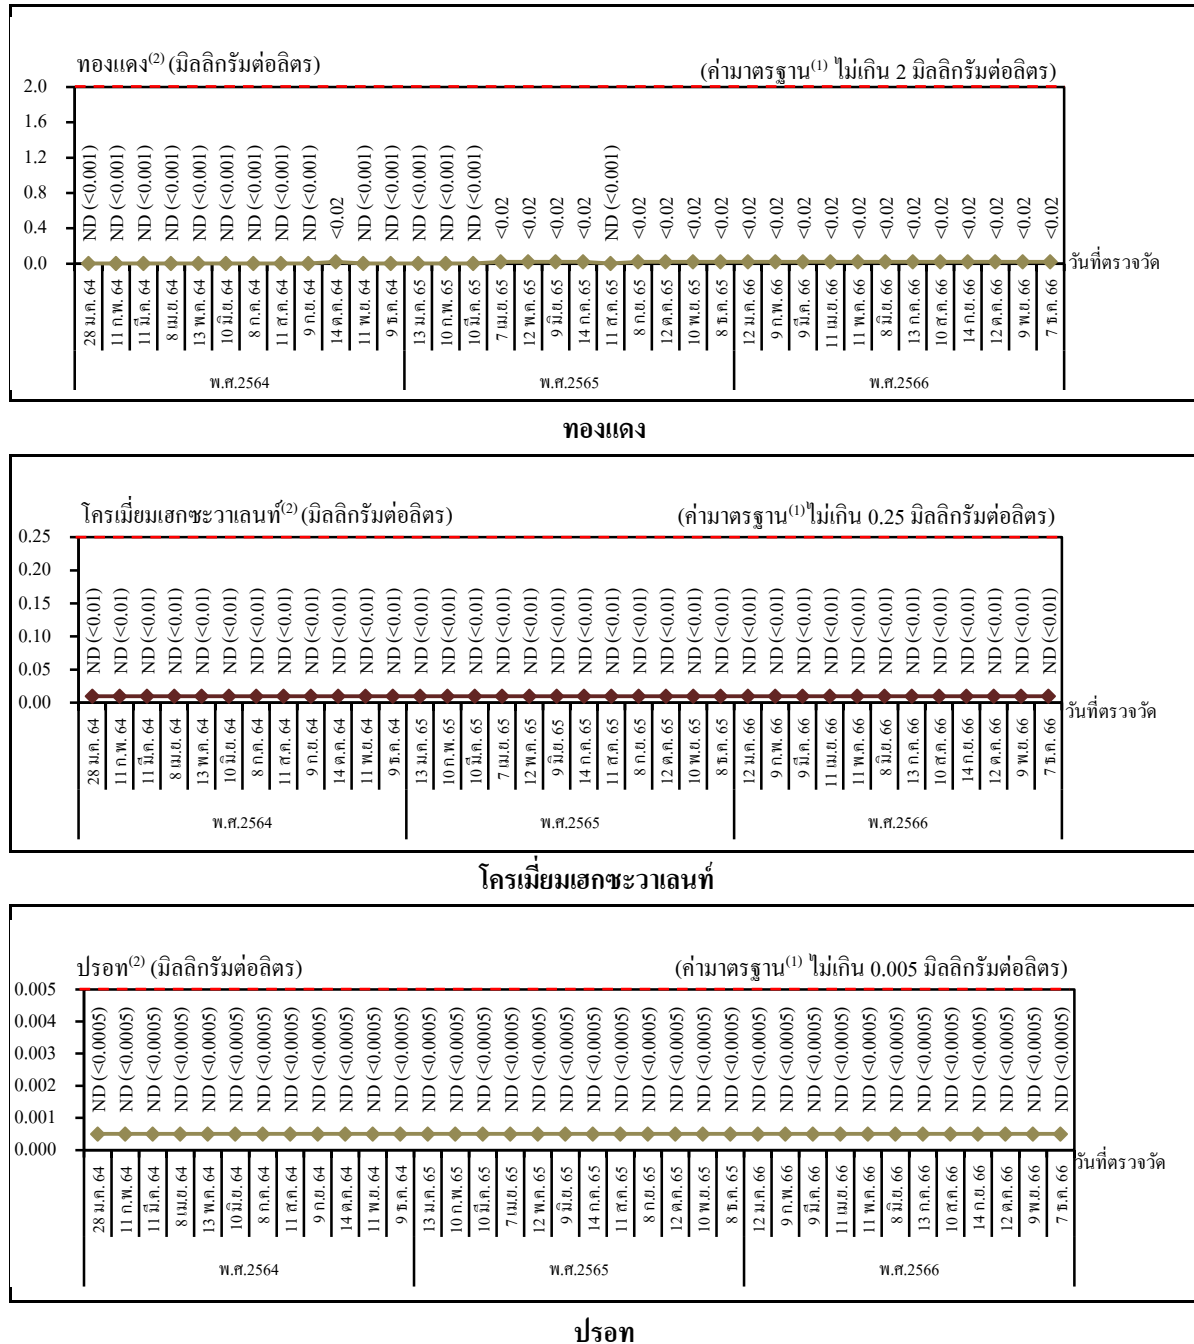 ทองแดง(2) (มิลลิกรัมต่อลิตร) (ค่ามาตรฐาน(1) ไม่เกิน 2 มิลลิกรัมต่อลิตร)
2.0
1.6
1.2
0.8
0.4
0.0
ND (<0.001) ND (<0.001) ND (<0.001) ND (<0.001) ND (<0.001) ND (<0.001) ND (<0.001) ND (<0.001) ND (<0.001) <0.02 ND (<0.001) ND (<0.001) ND (<0.001) ND (<0.001) ND (<0.001) <0.02 <0.02 <0.02 <0.02 ND (<0.001) <0.02 <0.02 <0.02 <0.02 <0.02 <0.02 <0.02 <0.02 <0.02 <0.02 <0.02 <0.02 <0.02 <0.02 <0.02 <0.02
วันที่ตรวจวัด
28 ม.ค. 64 11 ก.พ. 64 11 มี.ค. 64 8 เม.ย. 64 13 พ.ค. 64 10 มิ.ย. 64 8 ก.ค. 64 11 ส.ค. 64 9 ก.ย. 64 14 ต.ค. 64 11 พ.ย. 64 9 ธ.ค. 64 13 ม.ค. 65 10 ก.พ. 65 10 มี.ค. 65 7 เม.ย. 65 12 พ.ค. 65 9 มิ.ย. 65 14 ก.ค. 65 11 ส.ค. 65 8 ก.ย. 65 12 ต.ค. 65 10 พ.ย. 65 8 ธ.ค. 65 12 ม.ค. 66 9 ก.พ. 66 9 มี.ค. 66 11 เม.ย. 66 11 พ.ค. 66 8 มิ.ย. 66 13 ก.ค. 66 10 ส.ค. 66 14 ก.ย. 66 12 ต.ค. 66 9 พ.ย. 66 7 ธ.ค. 66
พ.ศ.2564 พ.ศ.2565 พ.ศ.2566
ทองแดง
โครเมี่ยมเฮกซะวาเลนท์(2) (มิลลิกรัมต่อลิตร) (ค่ามาตรฐาน(1) ไม่เกิน 0.25 มิลลิกรัมต่อลิตร)
0.25
0.20
0.15
0.10
0.05
0.00
ND (<0.01) ND (<0.01) ND (<0.01) ND (<0.01) ND (<0.01) ND (<0.01) ND (<0.01) ND (<0.01) ND (<0.01) ND (<0.01) ND (<0.01) ND (<0.01) ND (<0.01) ND (<0.01) ND (<0.01) ND (<0.01) ND (<0.01) ND (<0.01) ND (<0.01) ND (<0.01) ND (<0.01) ND (<0.01) ND (<0.01) ND (<0.01) ND (<0.01) ND (<0.01) ND (<0.01) ND (<0.01) ND (<0.01) ND (<0.01) ND (<0.01) ND (<0.01) ND (<0.01) ND (<0.01) ND (<0.01) ND (<0.01)
วันที่ตรวจวัด
28 ม.ค. 64 11 ก.พ. 64 11 มี.ค. 64 8 เม.ย. 64 13 พ.ค. 64 10 มิ.ย. 64 8 ก.ค. 64 11 ส.ค. 64 9 ก.ย. 64 14 ต.ค. 64 11 พ.ย. 64 9 ธ.ค. 64 13 ม.ค. 65 10 ก.พ. 65 10 มี.ค. 65 7 เม.ย. 65 12 พ.ค. 65 9 มิ.ย. 65 14 ก.ค. 65 11 ส.ค. 65 8 ก.ย. 65 12 ต.ค. 65 10 พ.ย. 65 8 ธ.ค. 65 12 ม.ค. 66 9 ก.พ. 66 9 มี.ค. 66 11 เม.ย. 66 11 พ.ค. 66 8 มิ.ย. 66 13 ก.ค. 66 10 ส.ค. 66 14 ก.ย. 66 12 ต.ค. 66 9 พ.ย. 66 7 ธ.ค. 66
พ.ศ.2564 พ.ศ.2565 พ.ศ.2566
โครเมี่ยมเฮกซะวาเลนท์
ปรอท(2) (มิลลิกรัมต่อลิตร) (ค่ามาตรฐาน(1) ไม่เกิน 0.005 มิลลิกรัมต่อลิตร)
0.005
0.004
0.003
0.002
0.001
0.000
ND (<0.0005) ND (<0.0005) ND (<0.0005) ND (<0.0005) ND (<0.0005) ND (<0.0005) ND (<0.0005) ND (<0.0005) ND (<0.0005) ND (<0.0005) ND (<0.0005) ND (<0.0005) ND (<0.0005) ND (<0.0005) ND (<0.0005) ND (<0.0005) ND (<0.0005) ND (<0.0005) ND (<0.0005) ND (<0.0005) ND (<0.0005) ND (<0.0005) ND (<0.0005) ND (<0.0005) ND (<0.0005) ND (<0.0005) ND (<0.0005) ND (<0.0005) ND (<0.0005) ND (<0.0005) ND (<0.0005) ND (<0.0005) ND (<0.0005) ND (<0.0005) ND (<0.0005) ND (<0.0005)
วันที่ตรวจวัด
28 ม.ค. 64 11 ก.พ. 64 11 มี.ค. 64 8 เม.ย. 64 13 พ.ค. 64 10 มิ.ย. 64 8 ก.ค. 64 11 ส.ค. 64 9 ก.ย. 64 14 ต.ค. 64 11 พ.ย. 64 9 ธ.ค. 64 13 ม.ค. 65 10 ก.พ. 65 10 มี.ค. 65 7 เม.ย. 65 12 พ.ค. 65 9 มิ.ย. 65 14 ก.ค. 65 11 ส.ค. 65 8 ก.ย. 65 12 ต.ค. 65 10 พ.ย. 65 8 ธ.ค. 65 12 ม.ค. 66 9 ก.พ. 66 9 มี.ค. 66 11 เม.ย. 66 11 พ.ค. 66 8 มิ.ย. 66 13 ก.ค. 66 10 ส.ค. 66 14 ก.ย. 66 12 ต.ค. 66 9 พ.ย. 66 7 ธ.ค. 66
พ.ศ.2564 พ.ศ.2565 พ.ศ.2566
ปรอท